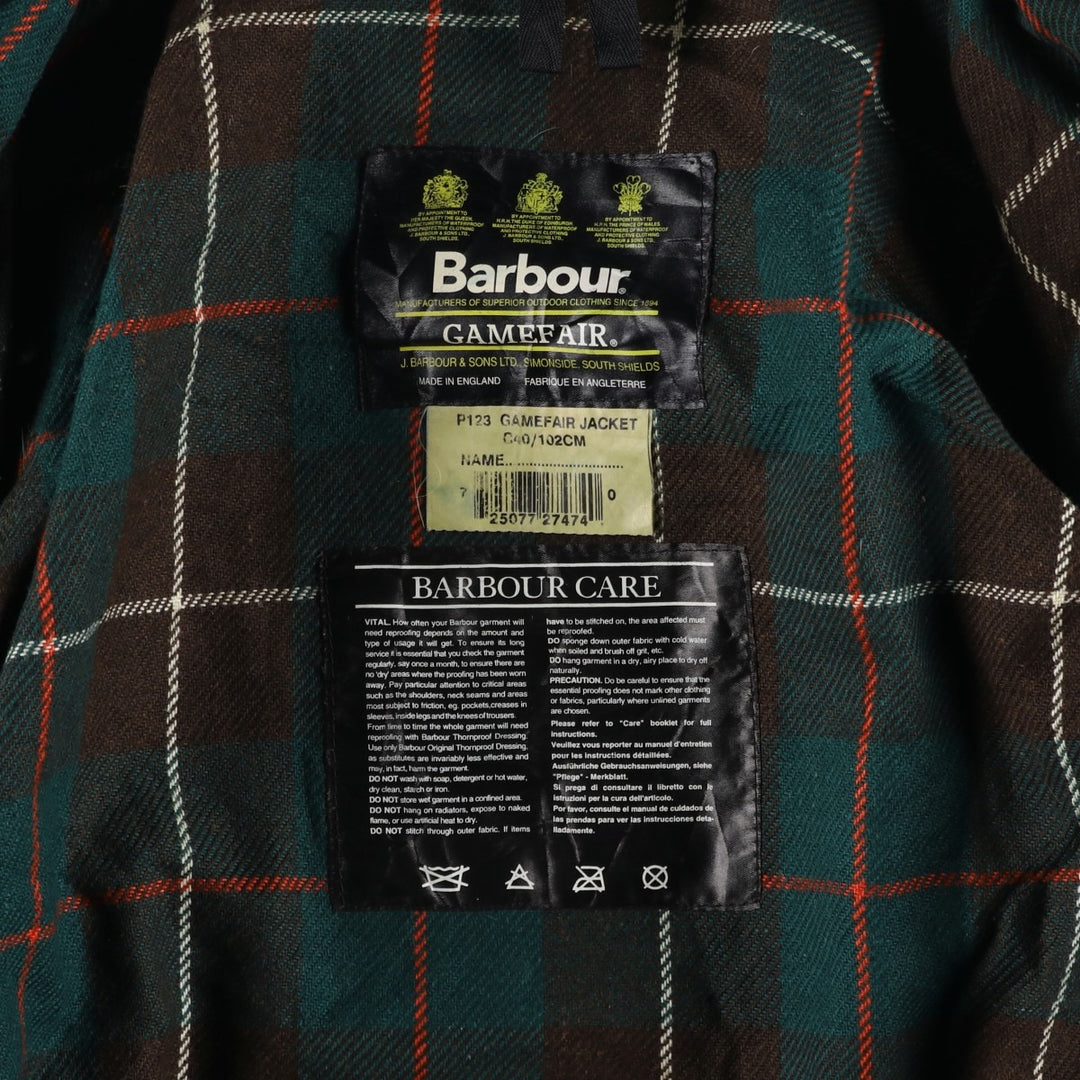 BY APPOINTMENT TO
HER MAJESTY THE QUEEN.
MANUFACTURERS OF WATERPROOF
AND PROTECTIVE CLOTHING
J. BARBOUR & SONS LTD.
SOUTH SHIELDS.
BY APPOINTMENT TO
H.R.H. THE DUKE OF EDINBURGH
MANUFACTURERS OF WATERPROOF
AND PROTECTIVE CLOTHING
J. BARBOUR & SONS LTD.
SOUTH SHIELDS.
BY APPOINTMENT TO
H.R.H. THE PRINCE OF WALES
MANUFACTURERS OF WATERPROOF
AND PROTECTIVE CLOTHING
J. BARBOUR & SONS LTD.
SOUTH SHIELDS.
Barbour®
MANUFACTURERS OF SUPERIOR OUTDOOR CLOTHING SINCE 1894
GAMEFAIR®
J. BARBOUR & SONS LTD., SIMONSIDE, SOUTH SHIELDS
MADE IN ENGLAND FABRIQUE EN ANGLETERRE
P123 GAMEFAIR JACKET
C40/102CM
NAME.. ..........................
7 25077 27474 0
BARBOUR CARE
VITAL. How often your Barbour garment will
need reproofing depends on the amount and
type of usage it will get. To ensure its long
service it is essential that you check the garment
regularly, say once a month, to ensure there are
no 'dry' areas where the proofing has been worn
away. Pay particular attention to critical areas
such as the shoulders, neck seams and areas
most subject to friction, eg. pockets,creases in
sleeves, inside legs and the knees of trousers.
From time to time the whole garment will need
reproofing with Barbour Thornproof Dressing.
Use only Barbour Original Thornproof Dressing,
as substitutes are invariably less effective and
may, in fact, harm the garment.
DO NOT wash with soap, detergent or hot water,
dry clean, starch or iron.
DO NOT store wet garment in a confined area.
DO NOT hang on radiators, expose to naked
flame, or use artificial heat to dry.
DO NOT stitch through outer fabric. If items
have to be stitched on, the area affected must
be reproofed.
DO sponge down outer fabric with cold water
when soiled and brush off grit, etc.
DO hang garment in a dry, airy place to dry off
naturally.
PRECAUTION. Do be careful to ensure that the
essential proofing does not mark other clothing
or fabrics, particularly where unlined garments
are chosen.
Please refer to "Care" booklet for full
instructions.
Veuillez vous reporter au manuel d'entretien
pour les instructions détaillées.
Ausführliche Gebrauchsanweisungen, siehe
"Pflege" - Merkblatt.
Si prega di consultare il libretto con le
istruzioni per la cura dell'articolo.
Por favor, consulte el manual de cuidados de
las prendas para ver las instrucciones deta-
lladamente.